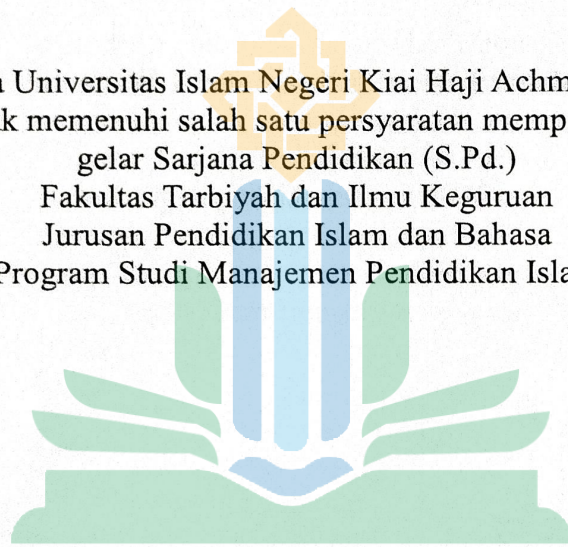 Universitas Islam Negeri Kiai Haji Achm
k memenuhi salah satu persyaratan memp
gelar Sarjana Pendidikan (S.Pd.)
Fakultas Tarbiyah dan Ilmu Keguruan
Jurusan Pendidikan Islam dan Bahasa
Program Studi Manajemen Pendidikan Isla